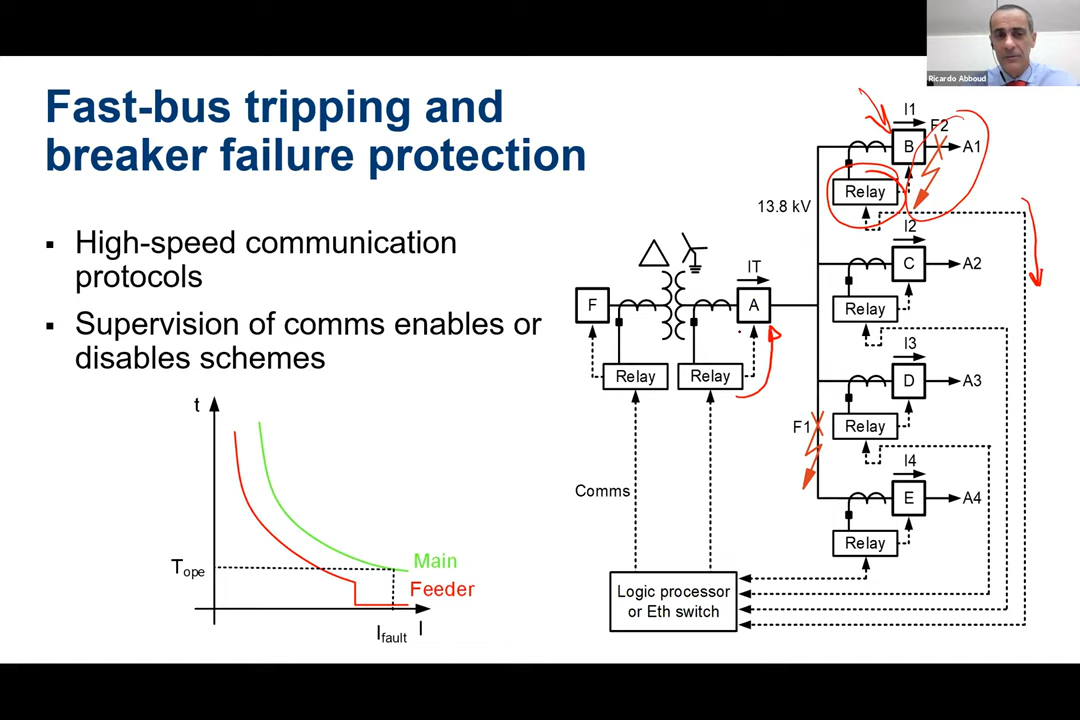 Ricardo Abboud
Fast-bus tripping and
breaker failure protection
▪ High-speed communication
protocols
▪ Supervision of comms enables or
disables schemes
t
Main
Feeder
Tope
Ifault
I
I1
F2
B
A1
Relay
13.8 kV
I2
C
A2
Relay
IT
F
A
I3
D
A3
Relay
Relay
Relay
F1
I4
E
A4
Relay
Comms
Logic processor
or Eth switch